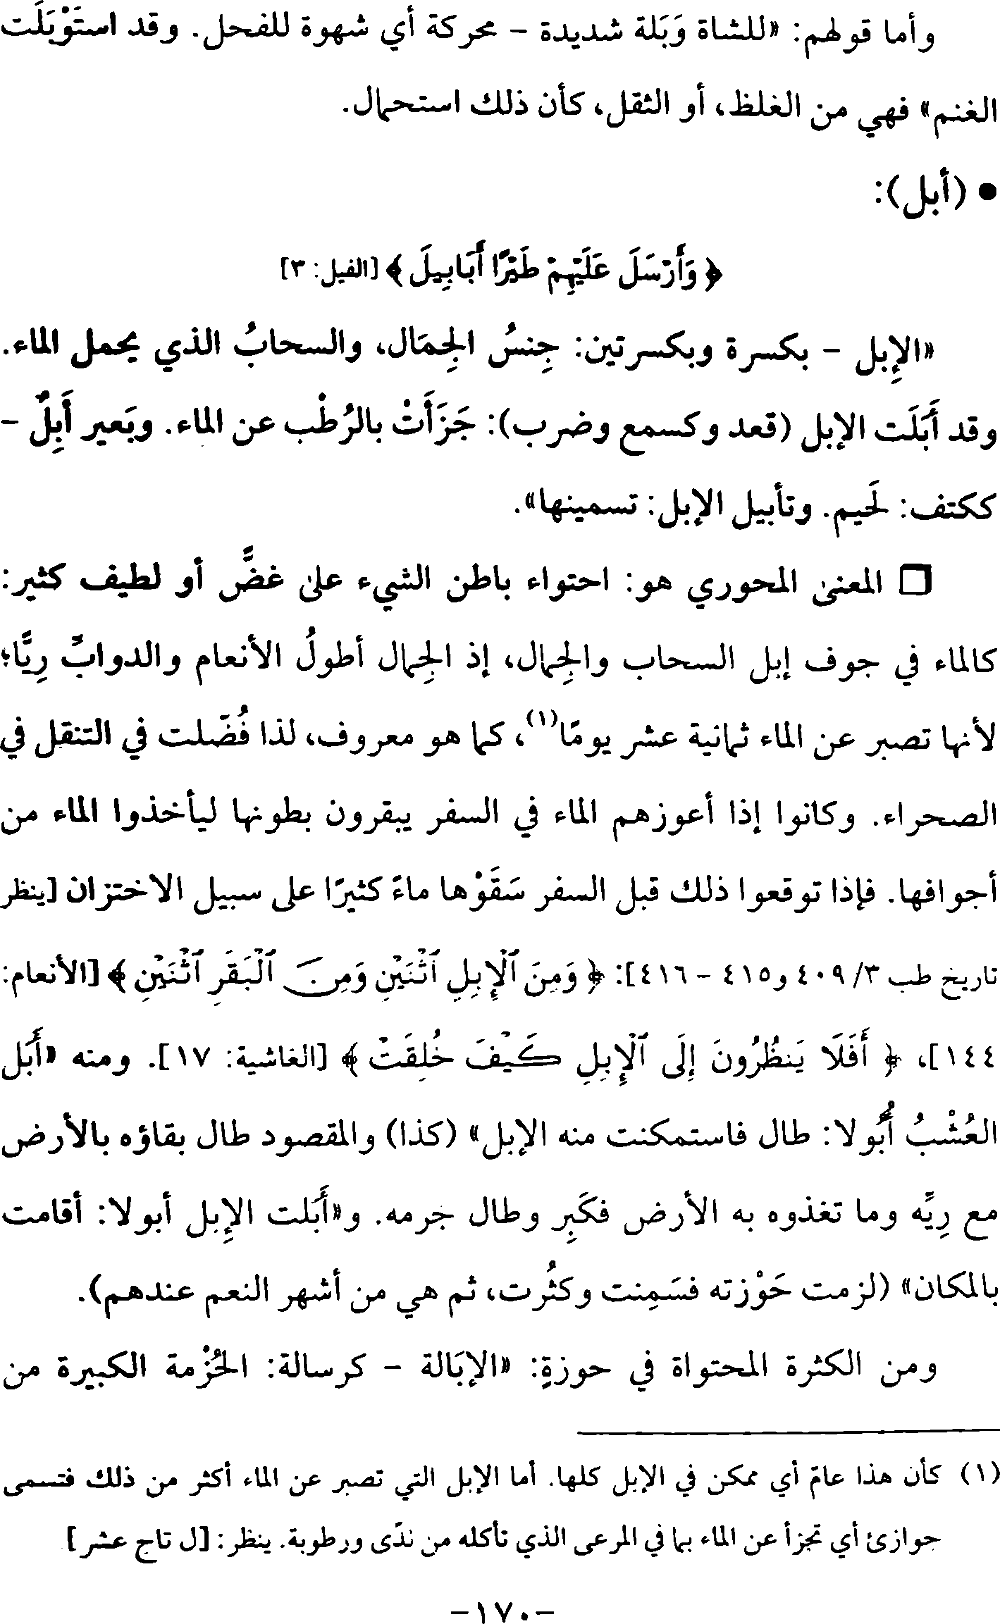 وأما قولهم: «للشاة وَبَلة شديدة – محركة أي شهوة للفحل. وقد استَوْبَلَت
الغنم» فهي من الغلظ، أو الثقل، كأن ذلك استحمال.
• (أبل):
﴿ وَأَرْسَلَ عَلَيْهِمْ طَيْرًا أَبَابِيلَ ﴾ [الفيل: ٣]
«الإِبل – بكسرة وبكسرتين: جِنسُ الجِمَال، والسحابُ الذي يحمل الماء.
وقد أَبَلَت الإبل (قعد وكسمع وضرب): جَزَأَتْ بالرُطْب عن الماء. وبَعير أَبِلٌ –
ككتف: لَحيم. وتأبيل الإبل: تسمينها».
□ المعنى المحوري هو: احتواء باطن الشيء على غضٍّ أو لطيف كثير:
كالماء في جوف إبل السحاب والجِمال، إذ الجِمال أطولُ الأنعام والدوابِّ رِيًّا؛
لأنها تصبر عن الماء ثمانية عشر يومًا(١)، كما هو معروف، لذا فُضّلت في التنقل في
الصحراء. وكانوا إذا أعوزهم الماء في السفر يبقرون بطونها ليأخذوا الماء من
أجوافها. فإذا توقعوا ذلك قبل السفر سَقَوْها ماءً كثيرًا على سبيل الاختزان [ينظر
تاريخ طب ٣/ ٤٠٩ و٤١٥ – ٤١٦]: ﴿ وَمِنَ ٱلْإِبِلِ ٱثْنَيْنِ وَمِنَ ٱلْبَقَرِ ٱثْنَيْنِ ﴾ [الأنعام:
١٤٤]، ﴿ أَفَلَا يَنظُرُونَ إِلَى ٱلْإِبِلِ كَيْفَ خُلِقَتْ ﴾ [الغاشية: ١٧]. ومنه «أَبَل
العُشْبُ أُبُولا: طال فاستمكنت منه الإبل» (كذا) والمقصود طال بقاؤه بالأرض
مع رِيِّه وما تغذوه به الأرض فكَبِر وطال جرمه. و«أَبَلت الإبل أبولا: أقامت
بالمكان» (لزمت حَوْزته فسَمِنت وكثُرت، ثم هي من أشهر النعم عندهم).
ومن الكثرة المحتواة في حوزةٍ: «الإبَالة – كرسالة: الحُزْمة الكبيرة من
(١) كأن هذا عامّ أي ممكن في الإبل كلها. أما الإبل التي تصبر عن الماء أكثر من ذلك فتسمى
جوازئ أي تجزأ عن الماء بما في المرعى الذي تأكله من ندًى ورطوبة. ينظر: [ل تاج عشر].
–١٧٠–